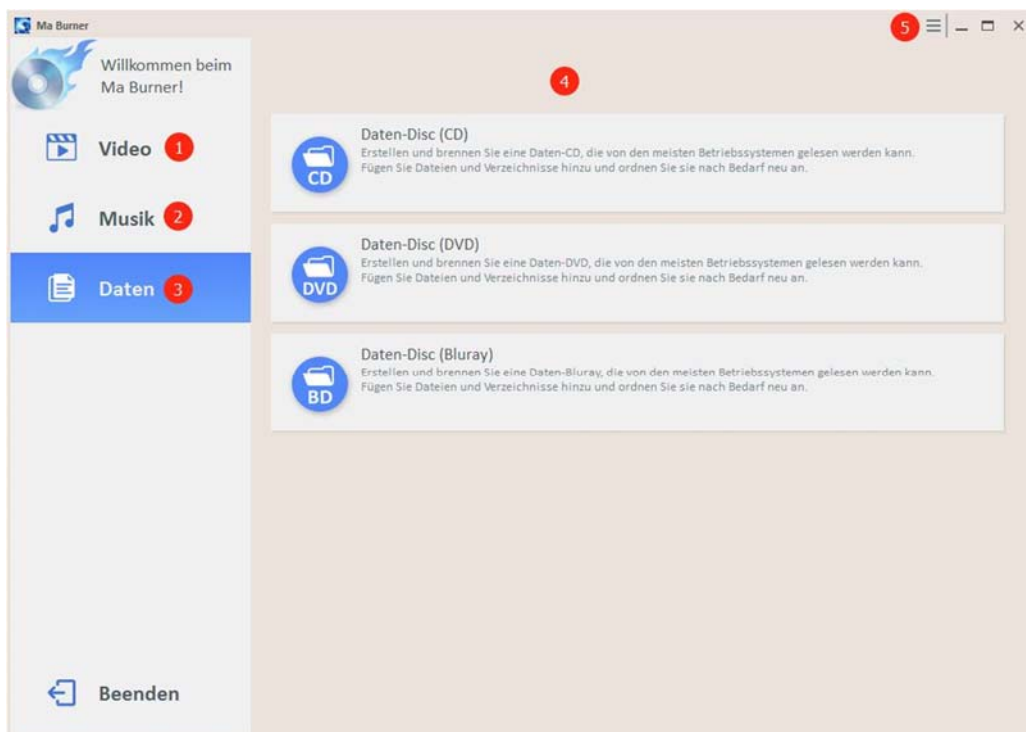 Ma Burner
5
Willkommen beim
Ma Burner!
4
Video 1
Musik 2
Daten 3
Daten-Disc (CD)
Erstellen und brennen Sie eine Daten-CD, die von den meisten Betriebssystemen gelesen werden kann.
Fügen Sie Dateien und Verzeichnisse hinzu und ordnen Sie sie nach Bedarf neu an.
CD
Daten-Disc (DVD)
Erstellen und brennen Sie eine Daten-DVD, die von den meisten Betriebssystemen gelesen werden kann.
Fügen Sie Dateien und Verzeichnisse hinzu und ordnen Sie sie nach Bedarf neu an.
DVD
Daten-Disc (Bluray)
Erstellen und brennen Sie eine Daten-Bluray, die von den meisten Betriebssystemen gelesen werden kann.
Fügen Sie Dateien und Verzeichnisse hinzu und ordnen Sie sie nach Bedarf neu an.
BD
Beenden